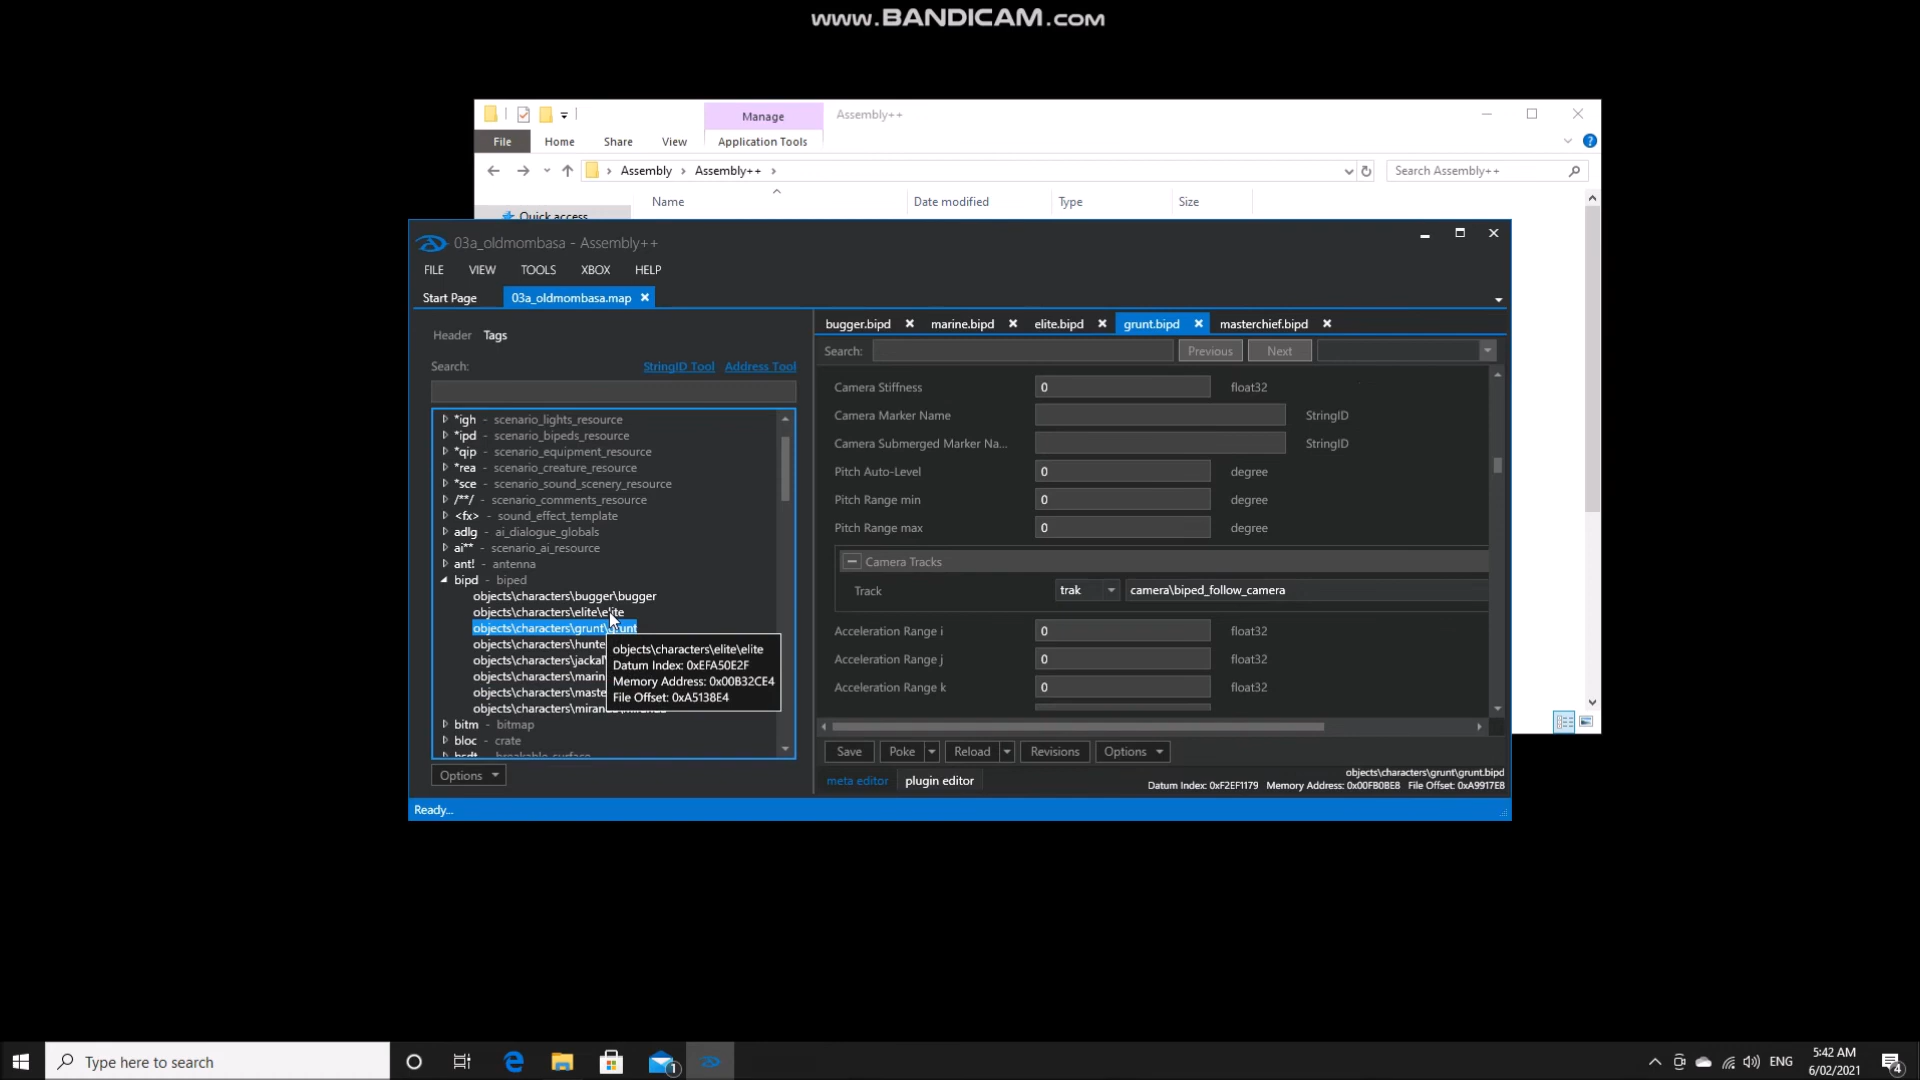 www.BANDICAM.com
Manage
Assembly++
File
Home
Share
View
Application Tools
Assembly
Assembly++
Search Assembly++
Name
Date modified
Type
Size
Quick access
03a_oldmombasa - Assembly++
FILE
VIEW
TOOLS
XBOX
HELP
Start Page
03a_oldmombasa.map
Header
Tags
Search:
StringID Tool
Address Tool
*igh - scenario_lights_resource
*ipd - scenario_bipeds_resource
*qip - scenario_equipment_resource
*rea - scenario_creature_resource
*sce - scenario_sound_scenery_resource
/**/ - scenario_comments_resource
<fx> - sound_effect_template
adlg - ai_dialogue_globals
ai** - scenario_ai_resource
ant! - antenna
bipd - biped
objects\characters\bugger\bugger
objects\characters\elite\elite
objects\characters\grunt\grunt
objects\characters\hunte
objects\characters\jackal
objects\characters\marin
objects\characters\maste
objects\characters\miranda\miranda
bitm - bitmap
bloc - crate
bsdt - breakable_surface
objects\characters\elite\elite
Datum Index: 0xEFA50E2F
Memory Address: 0x00B32CE4
File Offset: 0xA5138E4
Options
Ready...
bugger.bipd
marine.bipd
elite.bipd
grunt.bipd
masterchief.bipd
Search:
Previous
Next
Camera Stiffness 0 float32
Camera Marker Name StringID
Camera Submerged Marker Na... StringID
Pitch Auto-Level 0 degree
Pitch Range min 0 degree
Pitch Range max 0 degree
Camera Tracks
Track trak camera\biped_follow_camera
Acceleration Range i 0 float32
Acceleration Range j 0 float32
Acceleration Range k 0 float32
Save
Poke
Reload
Revisions
Options
meta editor
plugin editor
objects\characters\grunt\grunt.bipd
Datum Index: 0xF2EF1179 Memory Address: 0x00FB0BE8 File Offset: 0xA9917E8
Type here to search
1
ENG
5:42 AM
6/02/2021
4